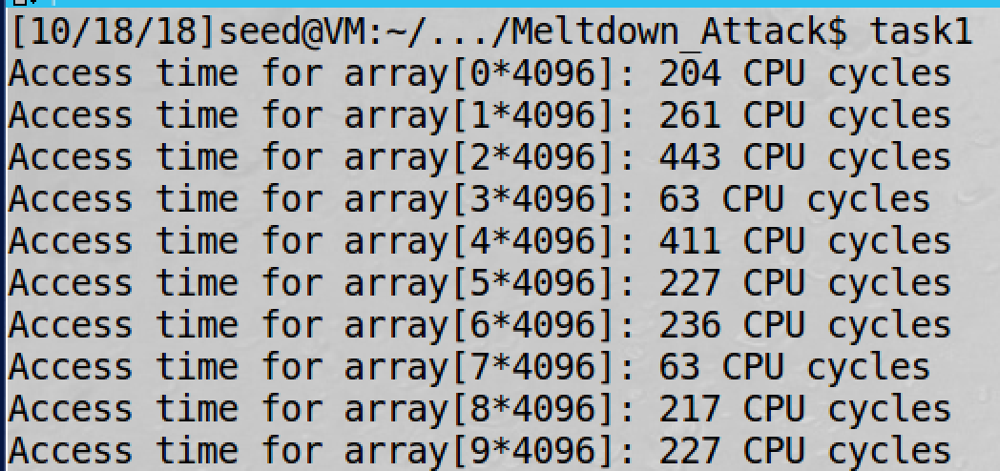 [10/18/18]seed@VM:~/.../Meltdown_Attack$ task1
Access time for array[0*4096]: 204 CPU cycles
Access time for array[1*4096]: 261 CPU cycles
Access time for array[2*4096]: 443 CPU cycles
Access time for array[3*4096]: 63 CPU cycles
Access time for array[4*4096]: 411 CPU cycles
Access time for array[5*4096]: 227 CPU cycles
Access time for array[6*4096]: 236 CPU cycles
Access time for array[7*4096]: 63 CPU cycles
Access time for array[8*4096]: 217 CPU cycles
Access time for array[9*4096]: 227 CPU cycles